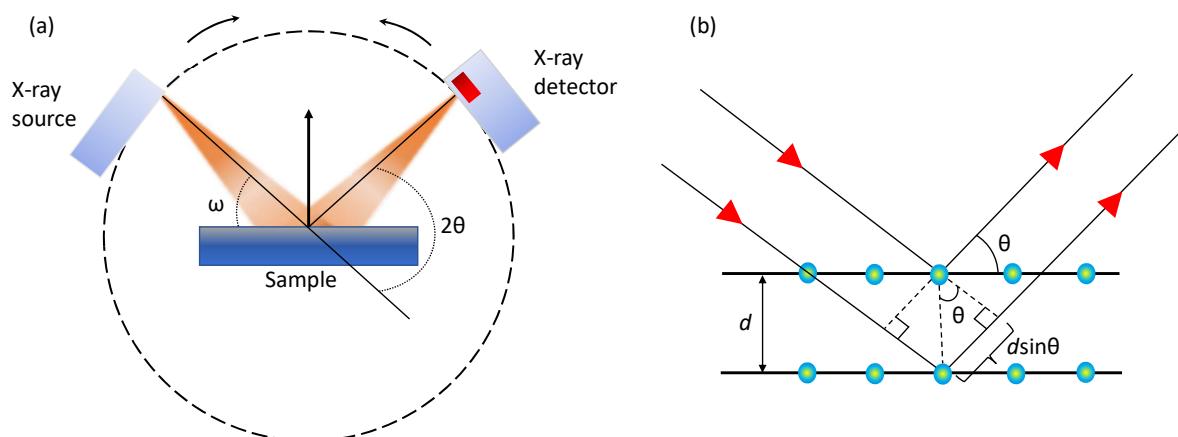 (a)
X-ray
source
X-ray
detector
ω
2θ
Sample
(b)
θ
d
θ
dsinθ